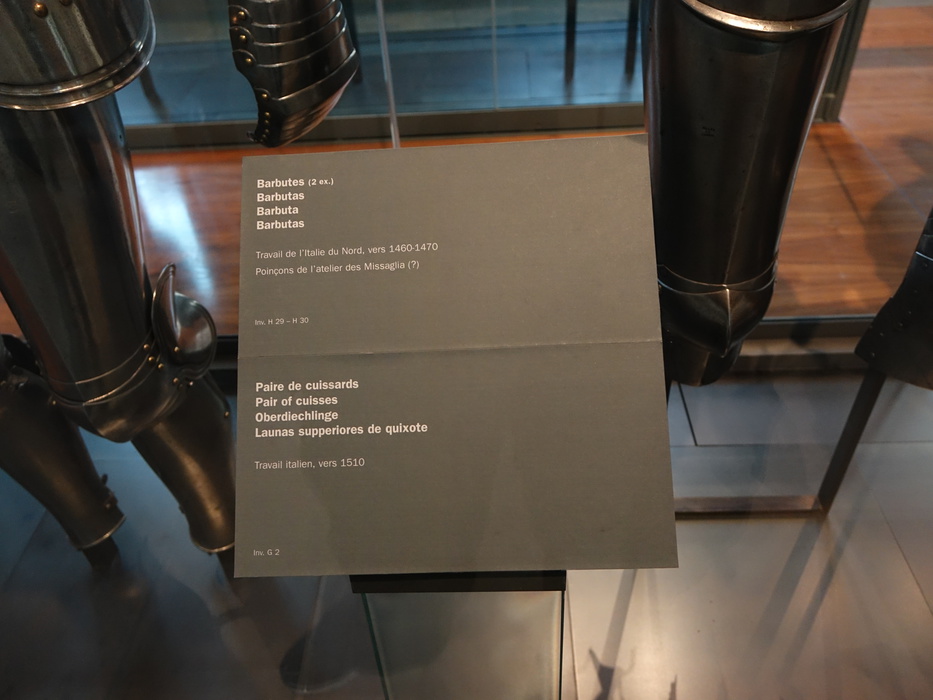 Barbutes (2 ex.)
Barbutas
Barbuta
Barbutas
Travail de l'Italie du Nord, vers 1460-1470
Poinçons de l'atelier des Missaglia (?)
Inv. H 29 – H 30
Paire de cuissards
Pair of cuisses
Oberdiechlinge
Launas supperiores de quixote
Travail italien, vers 1510
Inv. G 2